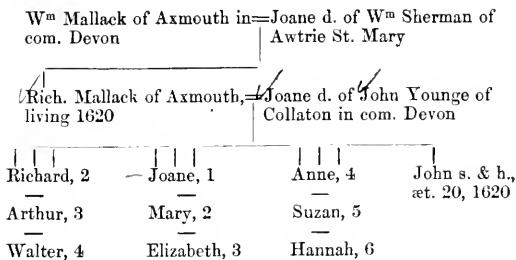 Wm Mallack of Axmouth in=Joane d. of Wm Sherman of
com. Devon Awtrie St. Mary
Rich. Mallack of Axmouth,=Joane d. of John Younge of
living 1620 Collaton in com. Devon
Richard, 2 Joane, 1 Anne, 4 John s. & h.,
æt. 20, 1620
Arthur, 3 Mary, 2 Suzan, 5
Walter, 4 Elizabeth, 3 Hannah, 6